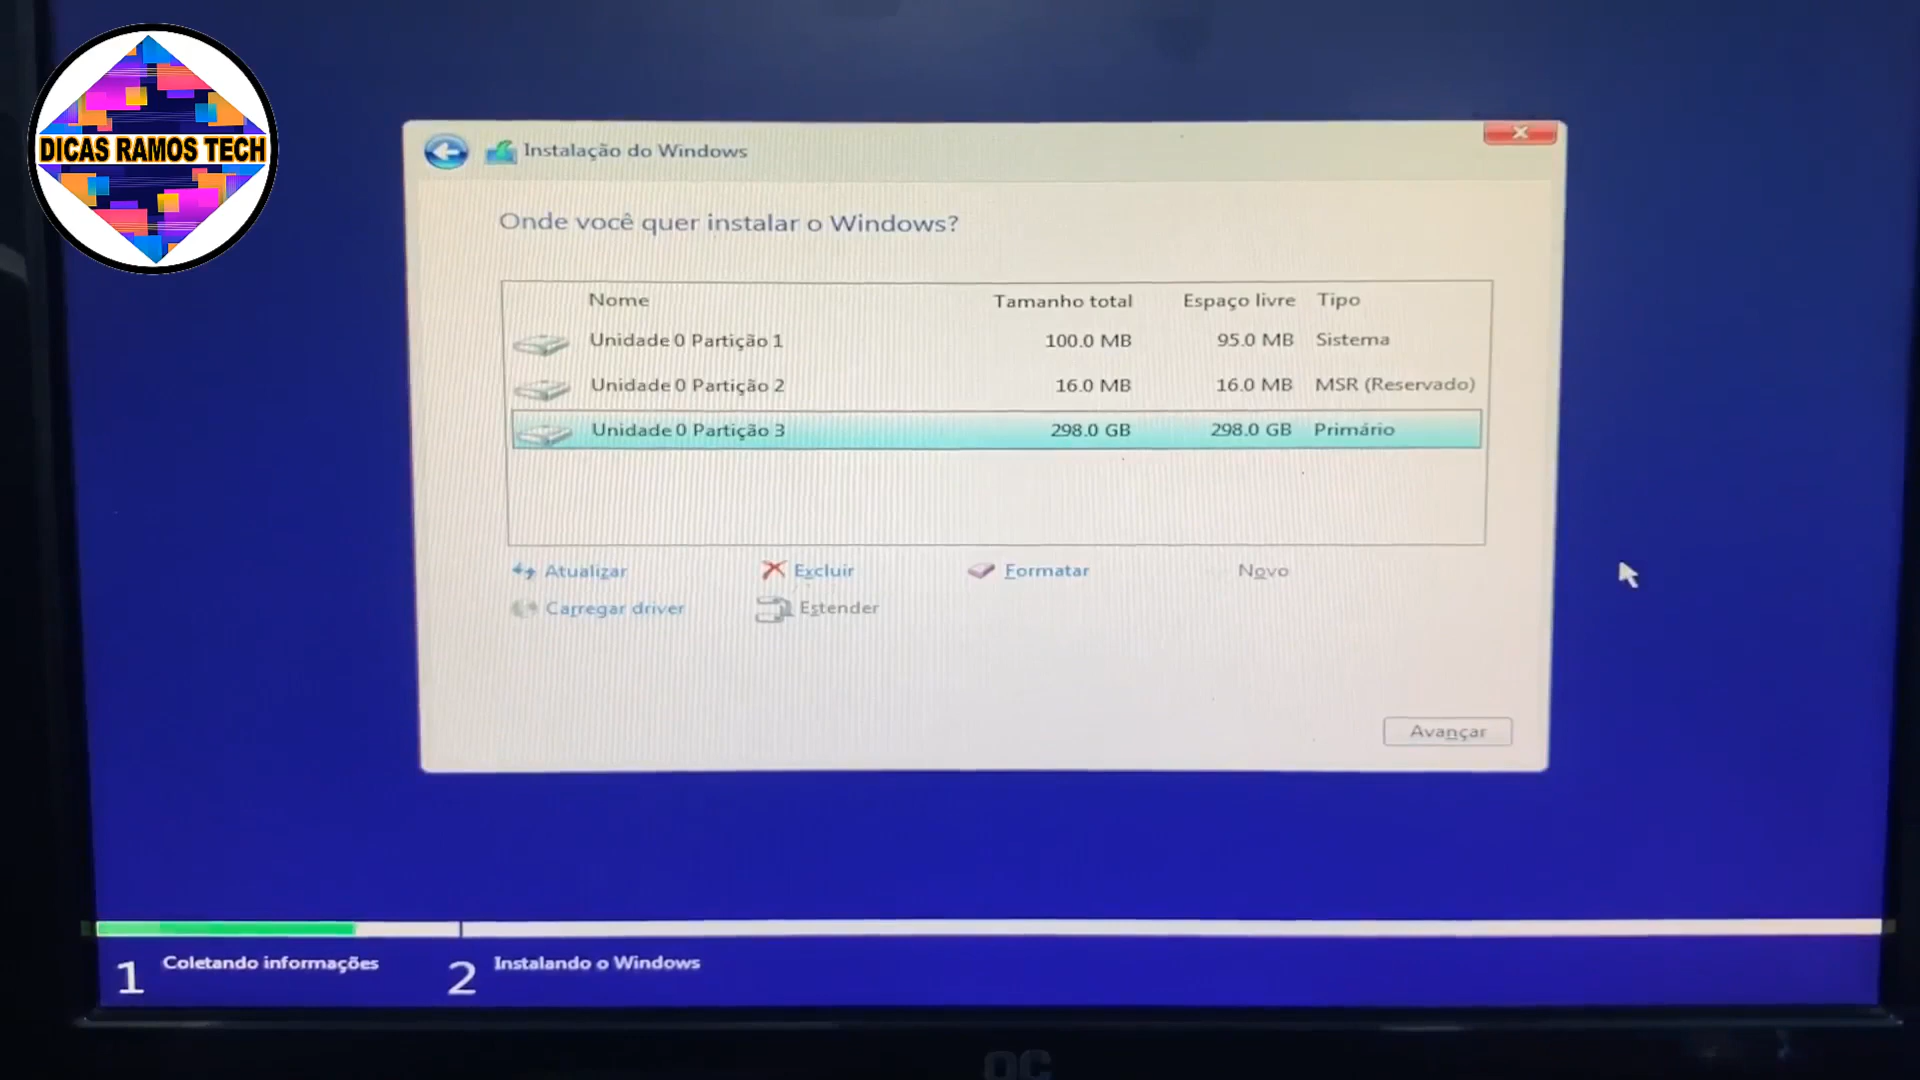 DICAS RAMOS TECH
Instalação do Windows
Onde você quer instalar o Windows?
Nome Tamanho total Espaço livre Tipo
Unidade 0 Partição 1 100.0 MB 95.0 MB Sistema
Unidade 0 Partição 2 16.0 MB 16.0 MB MSR (Reservado)
Unidade 0 Partição 3 298.0 GB 298.0 GB Primário
Atualizar Excluir Formatar Novo
Carregar driver Estender
Avançar
1 Coletando informações 2 Instalando o Windows